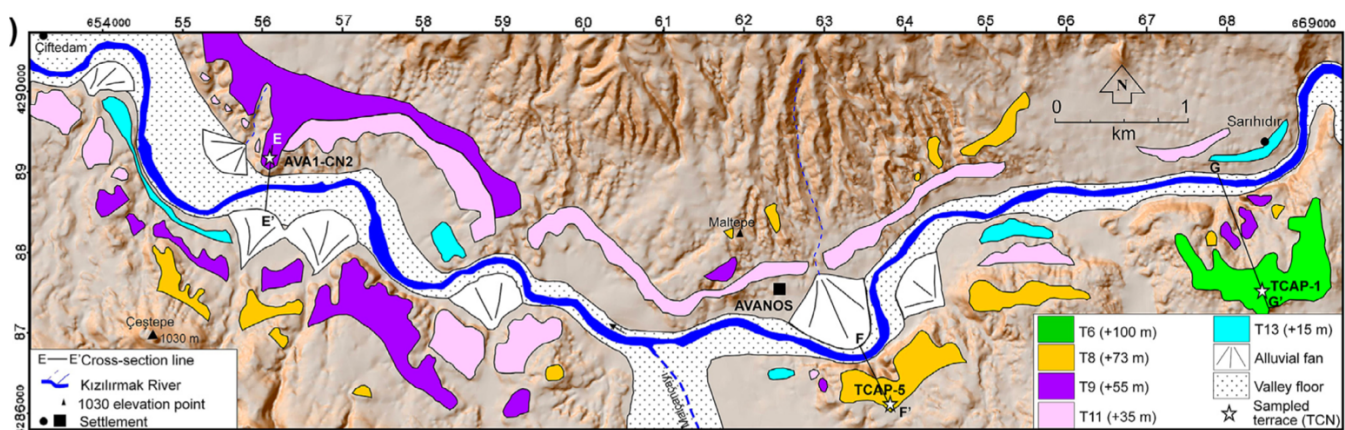 )
654000 55 56 57 58 59 60 61 62 63 64 65 66 67 68 669000
Çiftedam
4290000
89
88
87
4286000
E
AVA1-CN2
E'
N
0 1
km
Sarıhıdır
G
Maltepe
AVANOS
Çeştepe
1030 m
F
TCAP-5
F'
TCAP-1
G'
E E' Cross-section line
Kızılırmak River
1030 elevation point
Settlement
T6 (+100 m)
T8 (+73 m)
T9 (+55 m)
T11 (+35 m)
T13 (+15 m)
Alluvial fan
Valley floor
Sampled
terrace (TCN)